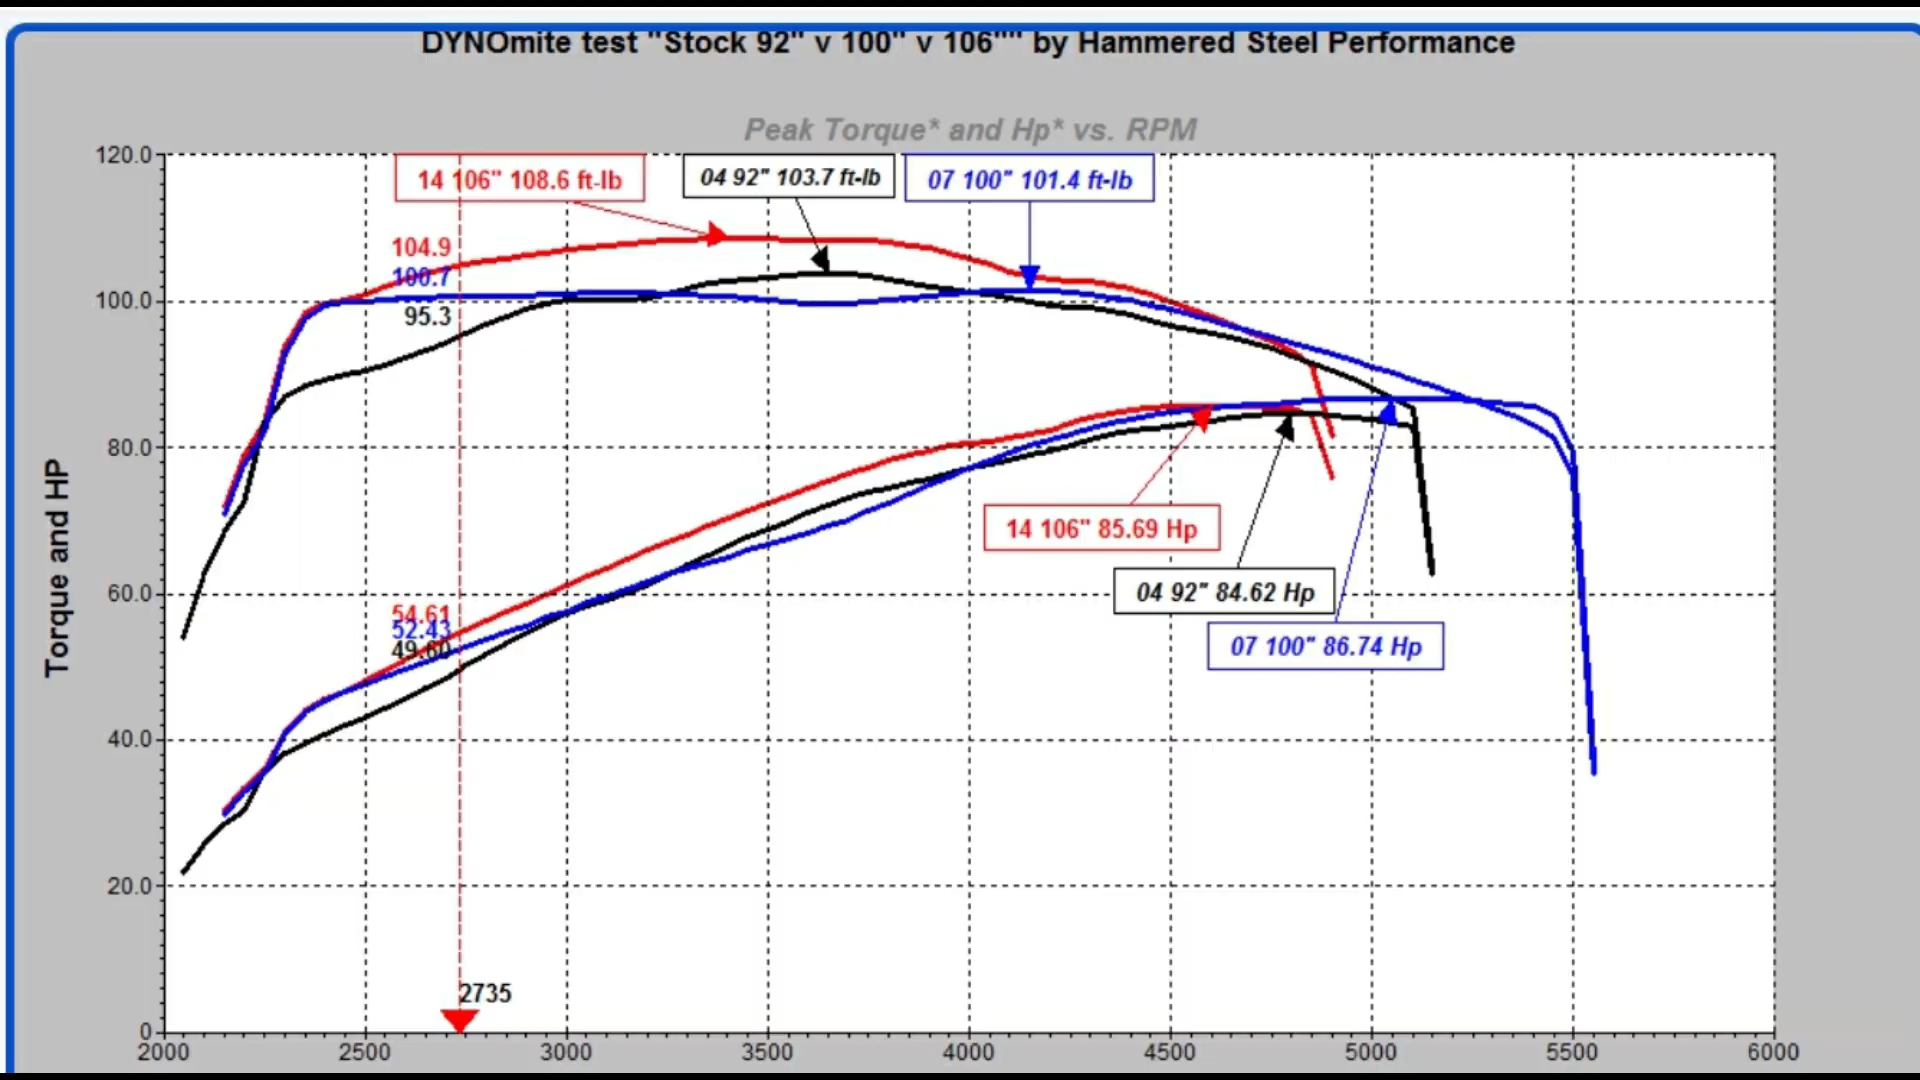 DYNOmite test "Stock 92" v 100" v 106"" by Hammered Steel Performance
Peak Torque* and Hp* vs. RPM
Torque and HP
120.0
100.0
80.0
60.0
40.0
20.0
0
14 106" 108.6 ft-lb
04 92" 103.7 ft-lb
07 100" 101.4 ft-lb
104.9
100.7
95.3
14 106" 85.69 Hp
04 92" 84.62 Hp
07 100" 86.74 Hp
54.61
52.43
49.60
2735
2000 2500 3000 3500 4000 4500 5000 5500 6000